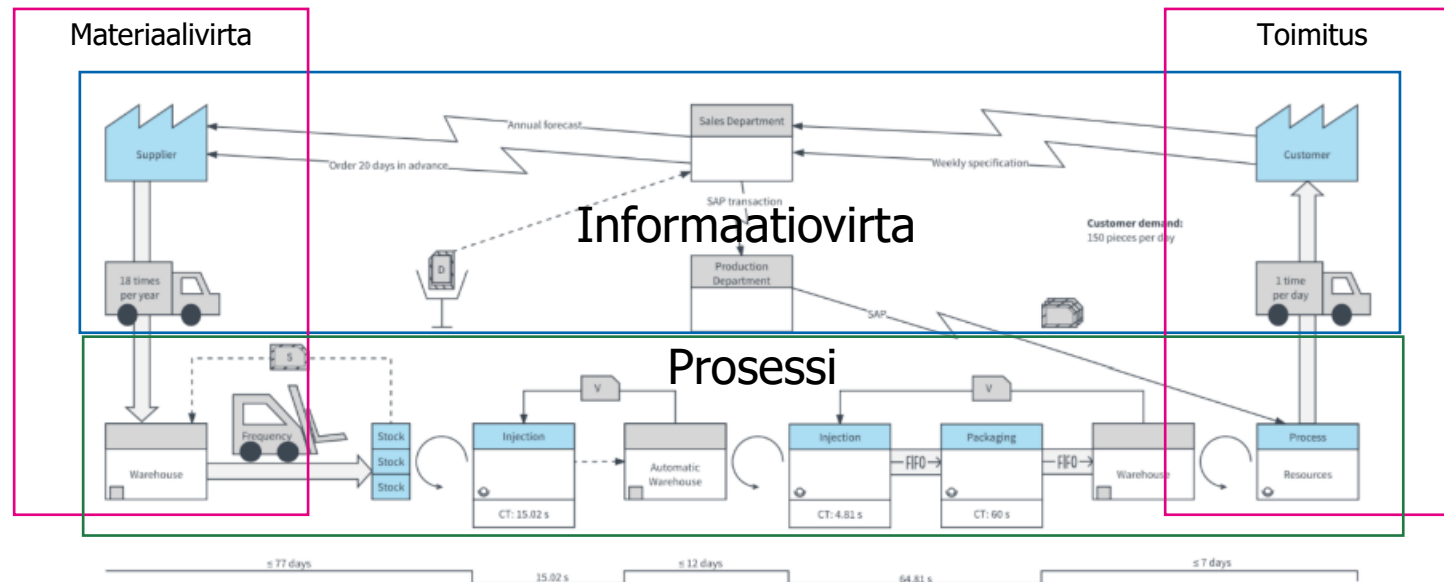 Materiaalivirta
Toimitus
Supplier
Annual forecast
Order 20 days in advance
Sales Department
Weekly specification
Customer
SAP transaction
Informaatiovirta
Customer demand:
150 pieces per day
18 times
per year
D
Production
Department
1 time
per day
SAP
Prosessi
S
V
V
Frequency
Warehouse
Stock
Stock
Stock
Injection
CT: 15.02 s
Automatic
Warehouse
Injection
CT: 4.81 s
FIFO
Packaging
CT: 60 s
FIFO
Warehouse
Process
Resources
≤ 77 days
15.02 s
≤ 12 days
64.81 s
≤ 7 days